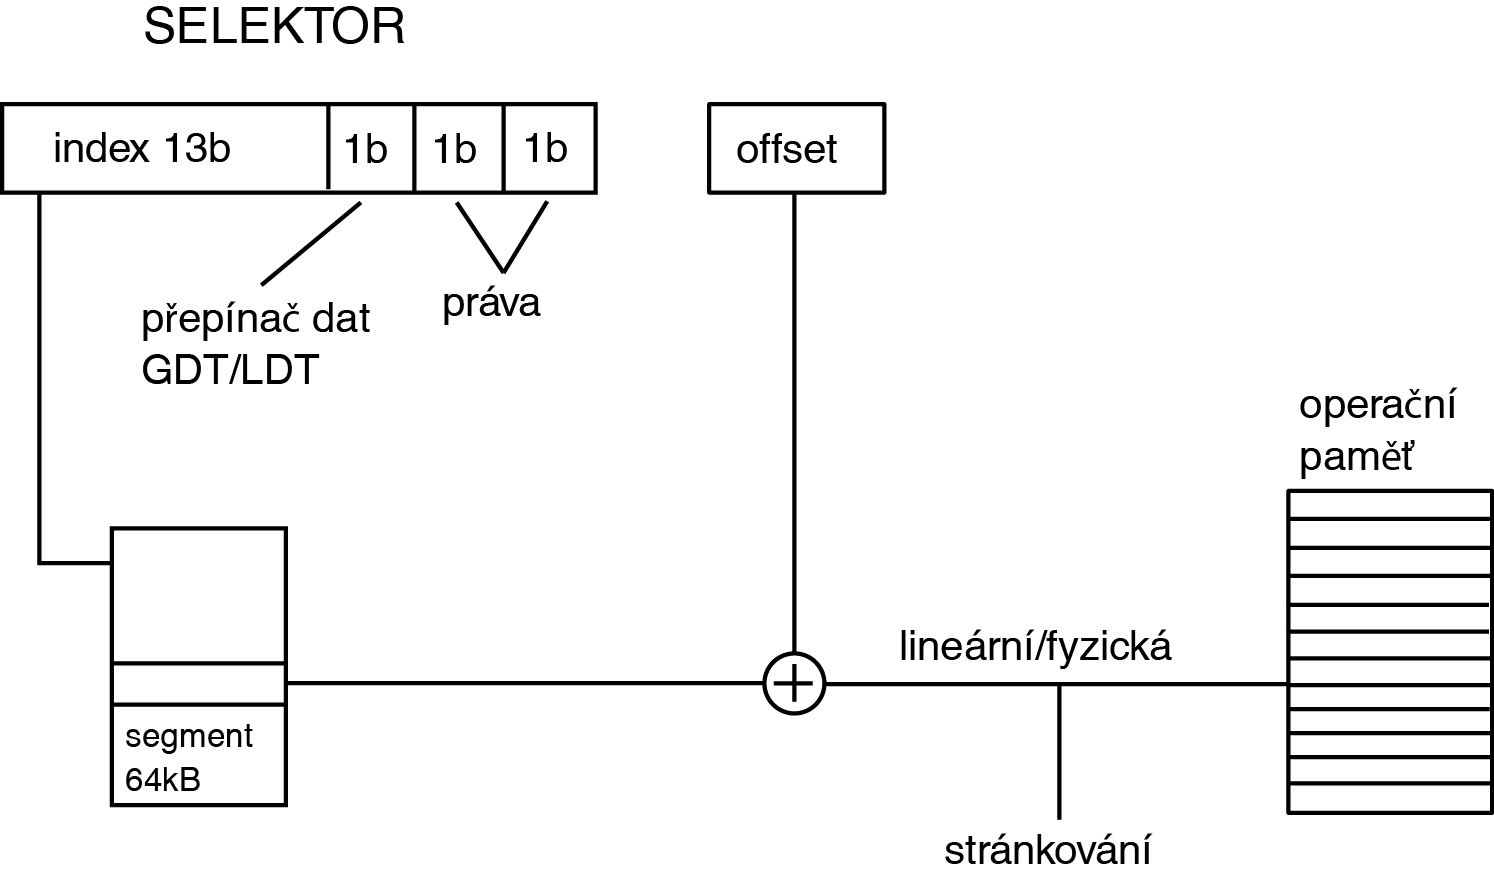 SELEKTOR
index 13b
1b
1b
1b
offset
přepínač dat
GDT/LDT
práva
operační
paměť
segment
64kB
lineární/fyzická
stránkování